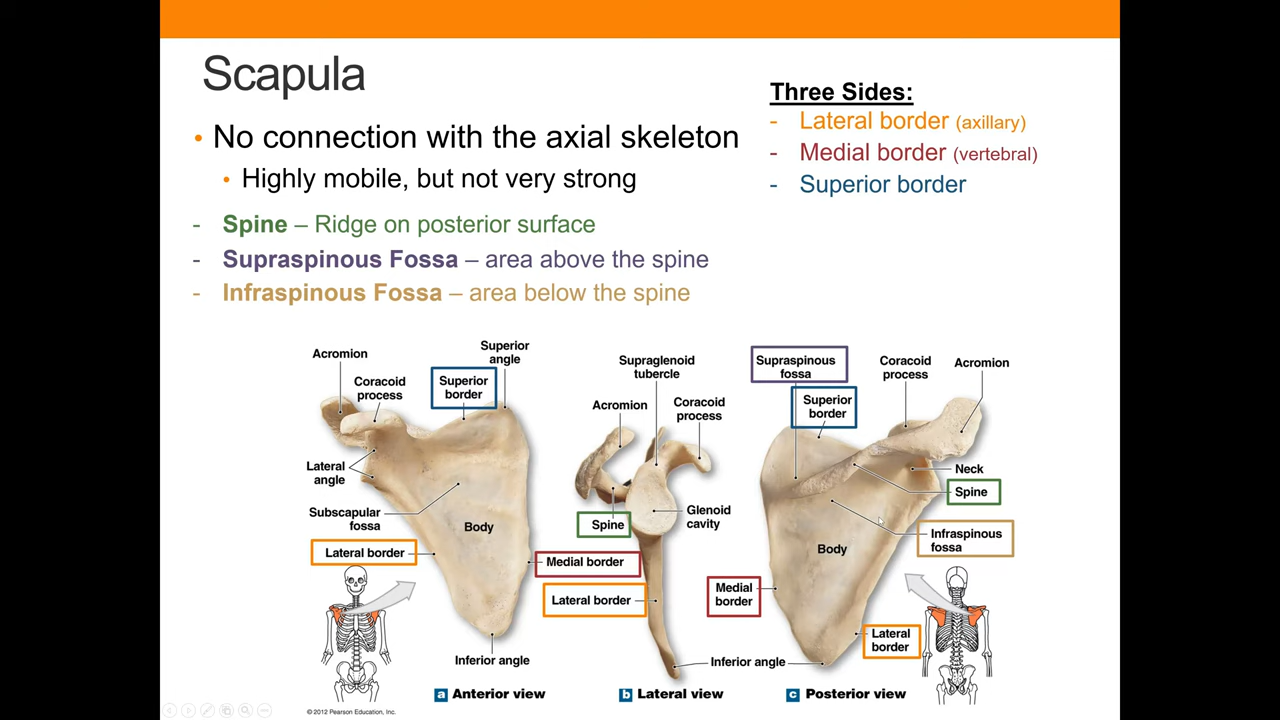 Scapula
• No connection with the axial skeleton
• Highly mobile, but not very strong
- Spine – Ridge on posterior surface
- Supraspinous Fossa – area above the spine
- Infraspinous Fossa – area below the spine
Three Sides:
- Lateral border (axillary)
- Medial border (vertebral)
- Superior border
Acromion
Coracoid
process
Superior
border
Superior
angle
Lateral
angle
Subscapular
fossa
Body
Lateral border
Medial border
Inferior angle
a Anterior view
Supraglenoid
tubercle
Acromion
Coracoid
process
Spine
Glenoid
cavity
Lateral border
Inferior angle
b Lateral view
Supraspinous
fossa
Superior
border
Coracoid
process
Acromion
Neck
Spine
Infraspinous
fossa
Body
Medial
border
Lateral
border
c Posterior view
© 2012 Pearson Education, Inc.